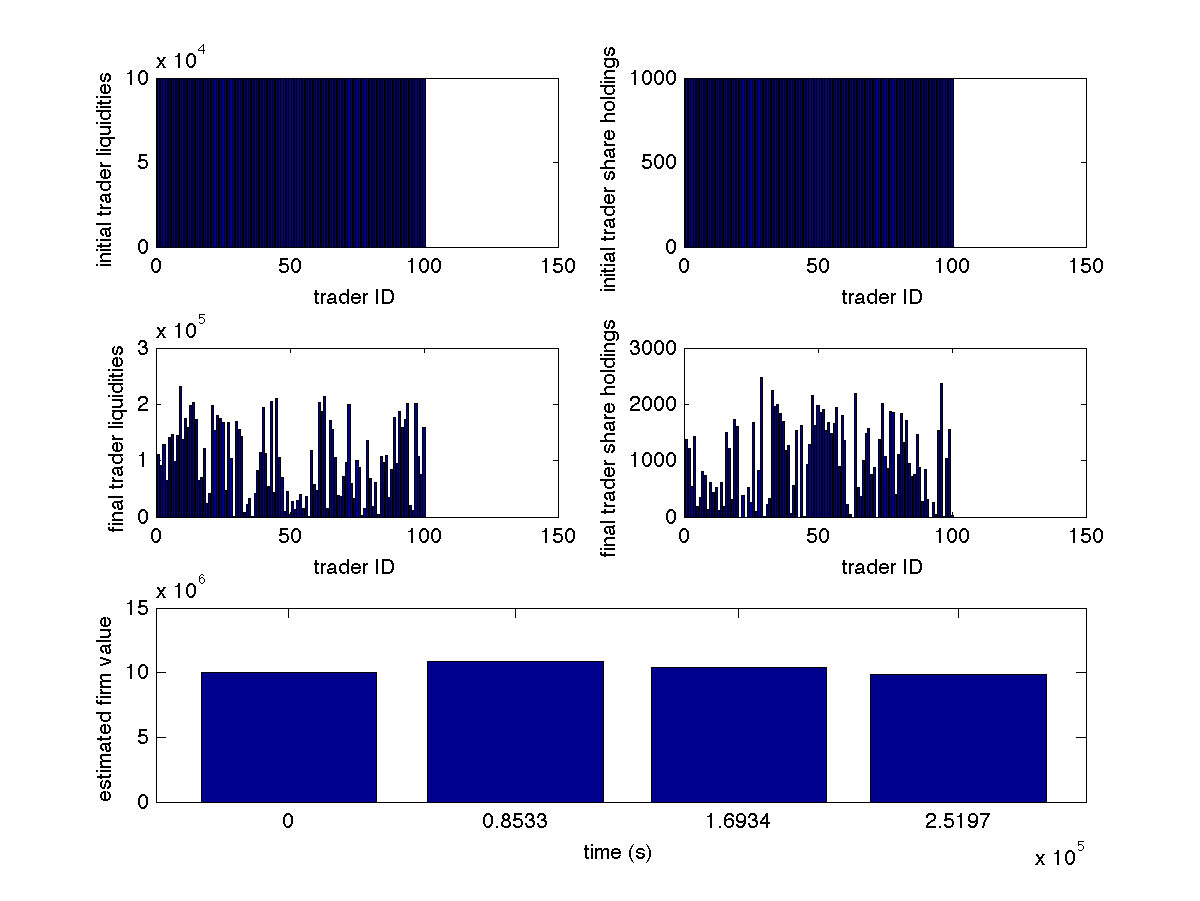 x 10^4
10
5
0
initial trader liquidities
0 50 100 150
trader ID
1000
500
0
initial trader share holdings
0 50 100 150
trader ID
x 10^5
3
2
1
0
final trader liquidities
0 50 100 150
trader ID
3000
2000
1000
0
final trader share holdings
0 50 100 150
trader ID
x 10^6
15
10
5
0
estimated firm value
0 0.8533 1.6934 2.5197
time (s)
x 10^5